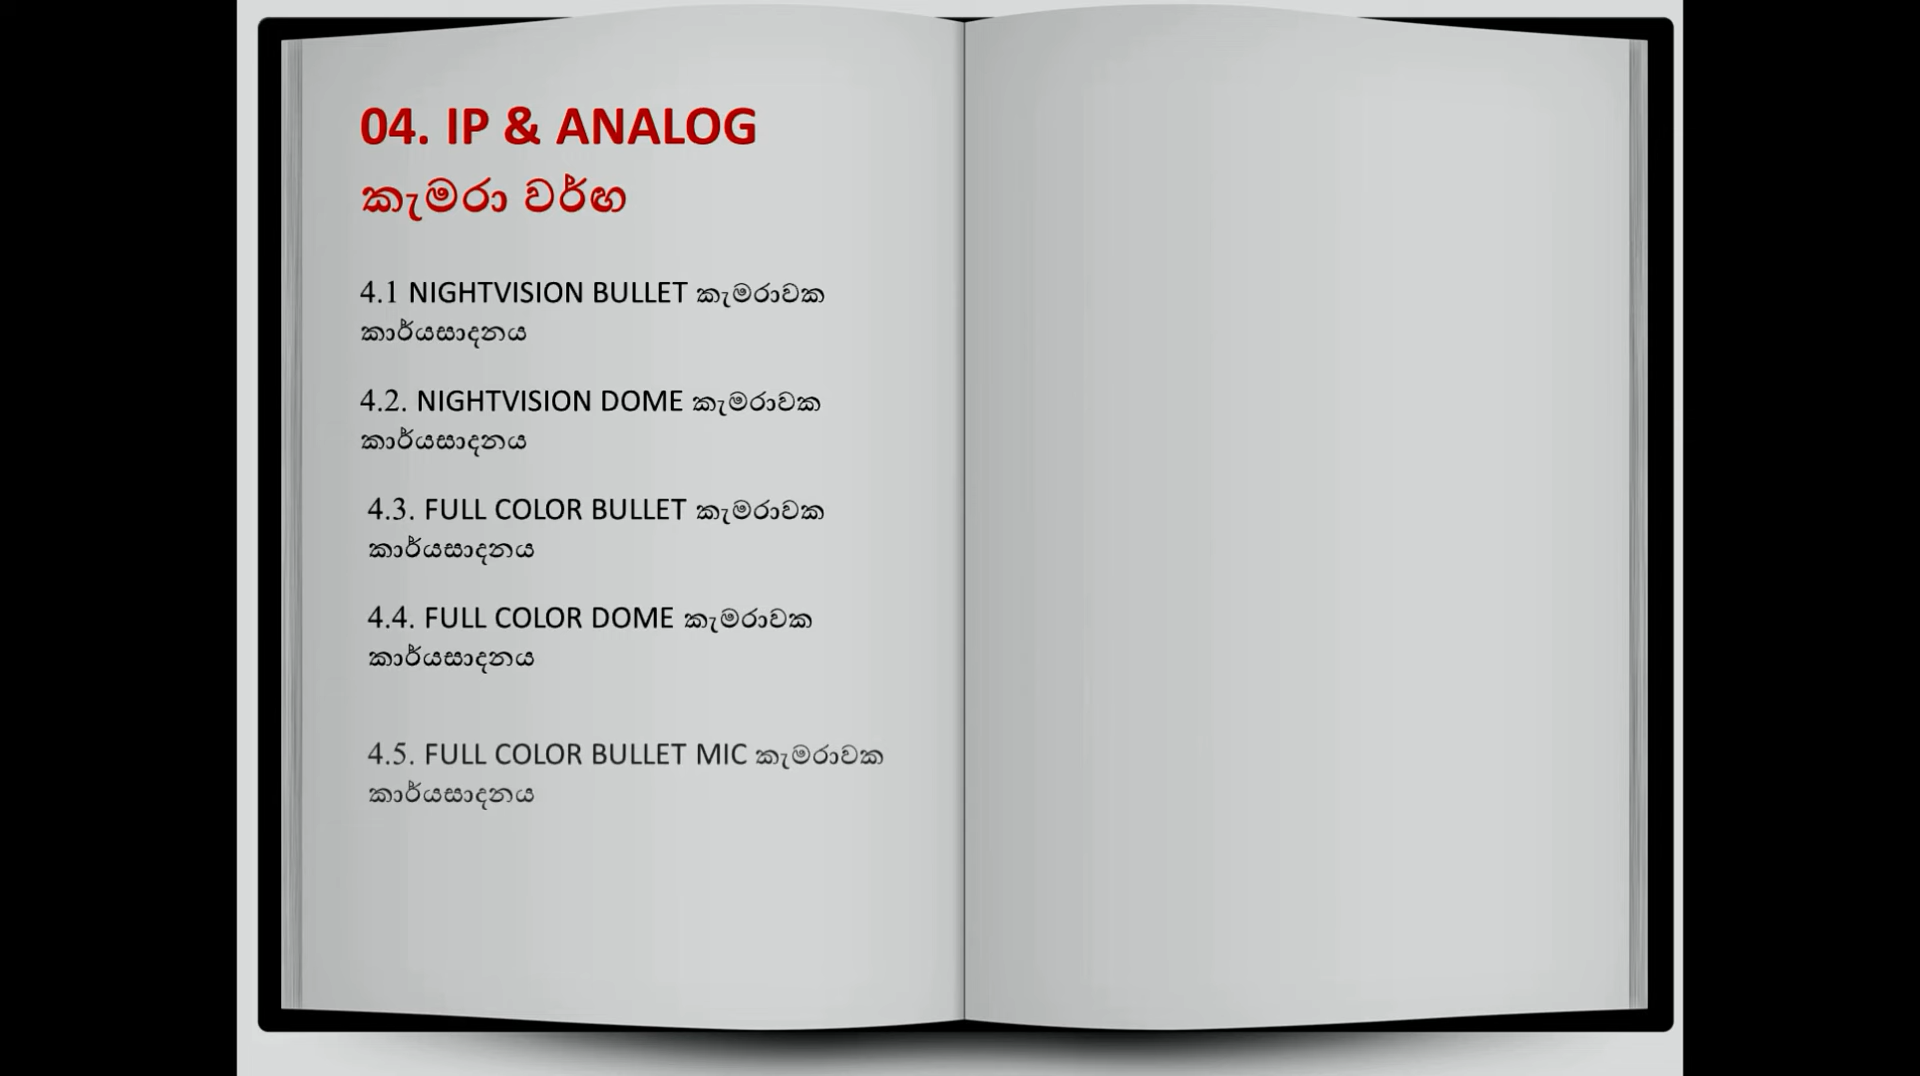 04. IP & ANALOG
කැමරා වර්ඟ
4.1 NIGHTVISION BULLET කැමරාවක
කාර්යසාදනය
4.2. NIGHTVISION DOME කැමරාවක
කාර්යසාදනය
4.3. FULL COLOR BULLET කැමරාවක
කාර්යසාදනය
4.4. FULL COLOR DOME කැමරාවක
කාර්යසාදනය
4.5. FULL COLOR BULLET MIC කැමරාවක
කාර්යසාදනය